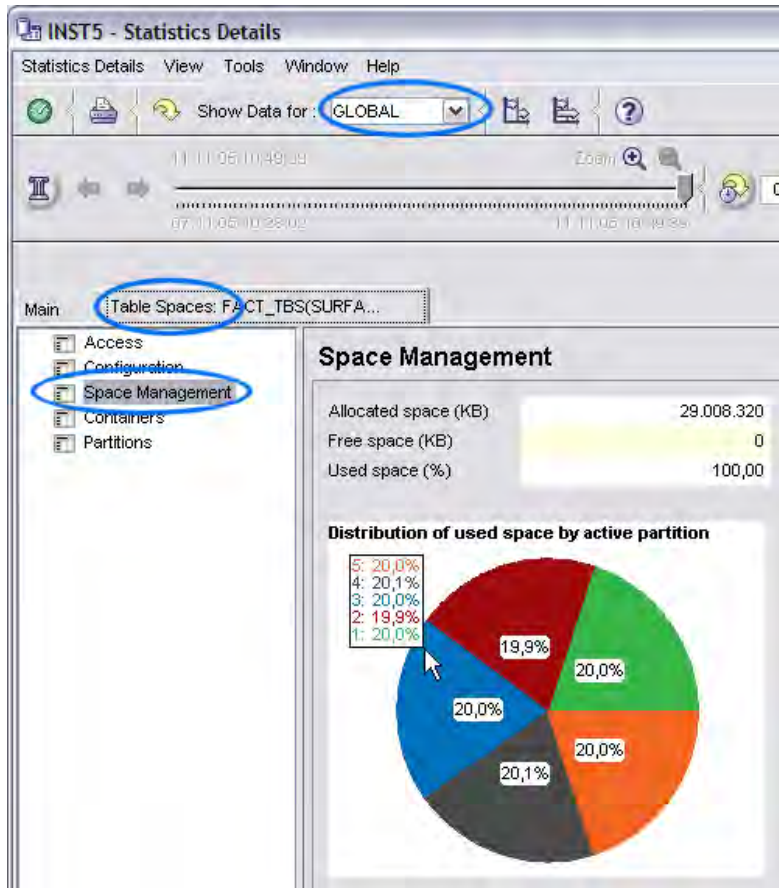 INST5 - Statistics Details
Statistics Details View Tools Window Help
Show Data for : GLOBAL
Zoom
Main
Table Spaces: FACT_TBS(SURFA...
Access
Configuration
Space Management
Containers
Partitions
Space Management
Allocated space (KB) 29.008.320
Free space (KB) 0
Used space (%) 100,00
Distribution of used space by active partition
5: 20,0%
4: 20,1%
3: 20,0%
2: 19,9%
1: 20,0%
19,9%
20,0%
20,0%
20,0%
20,1%